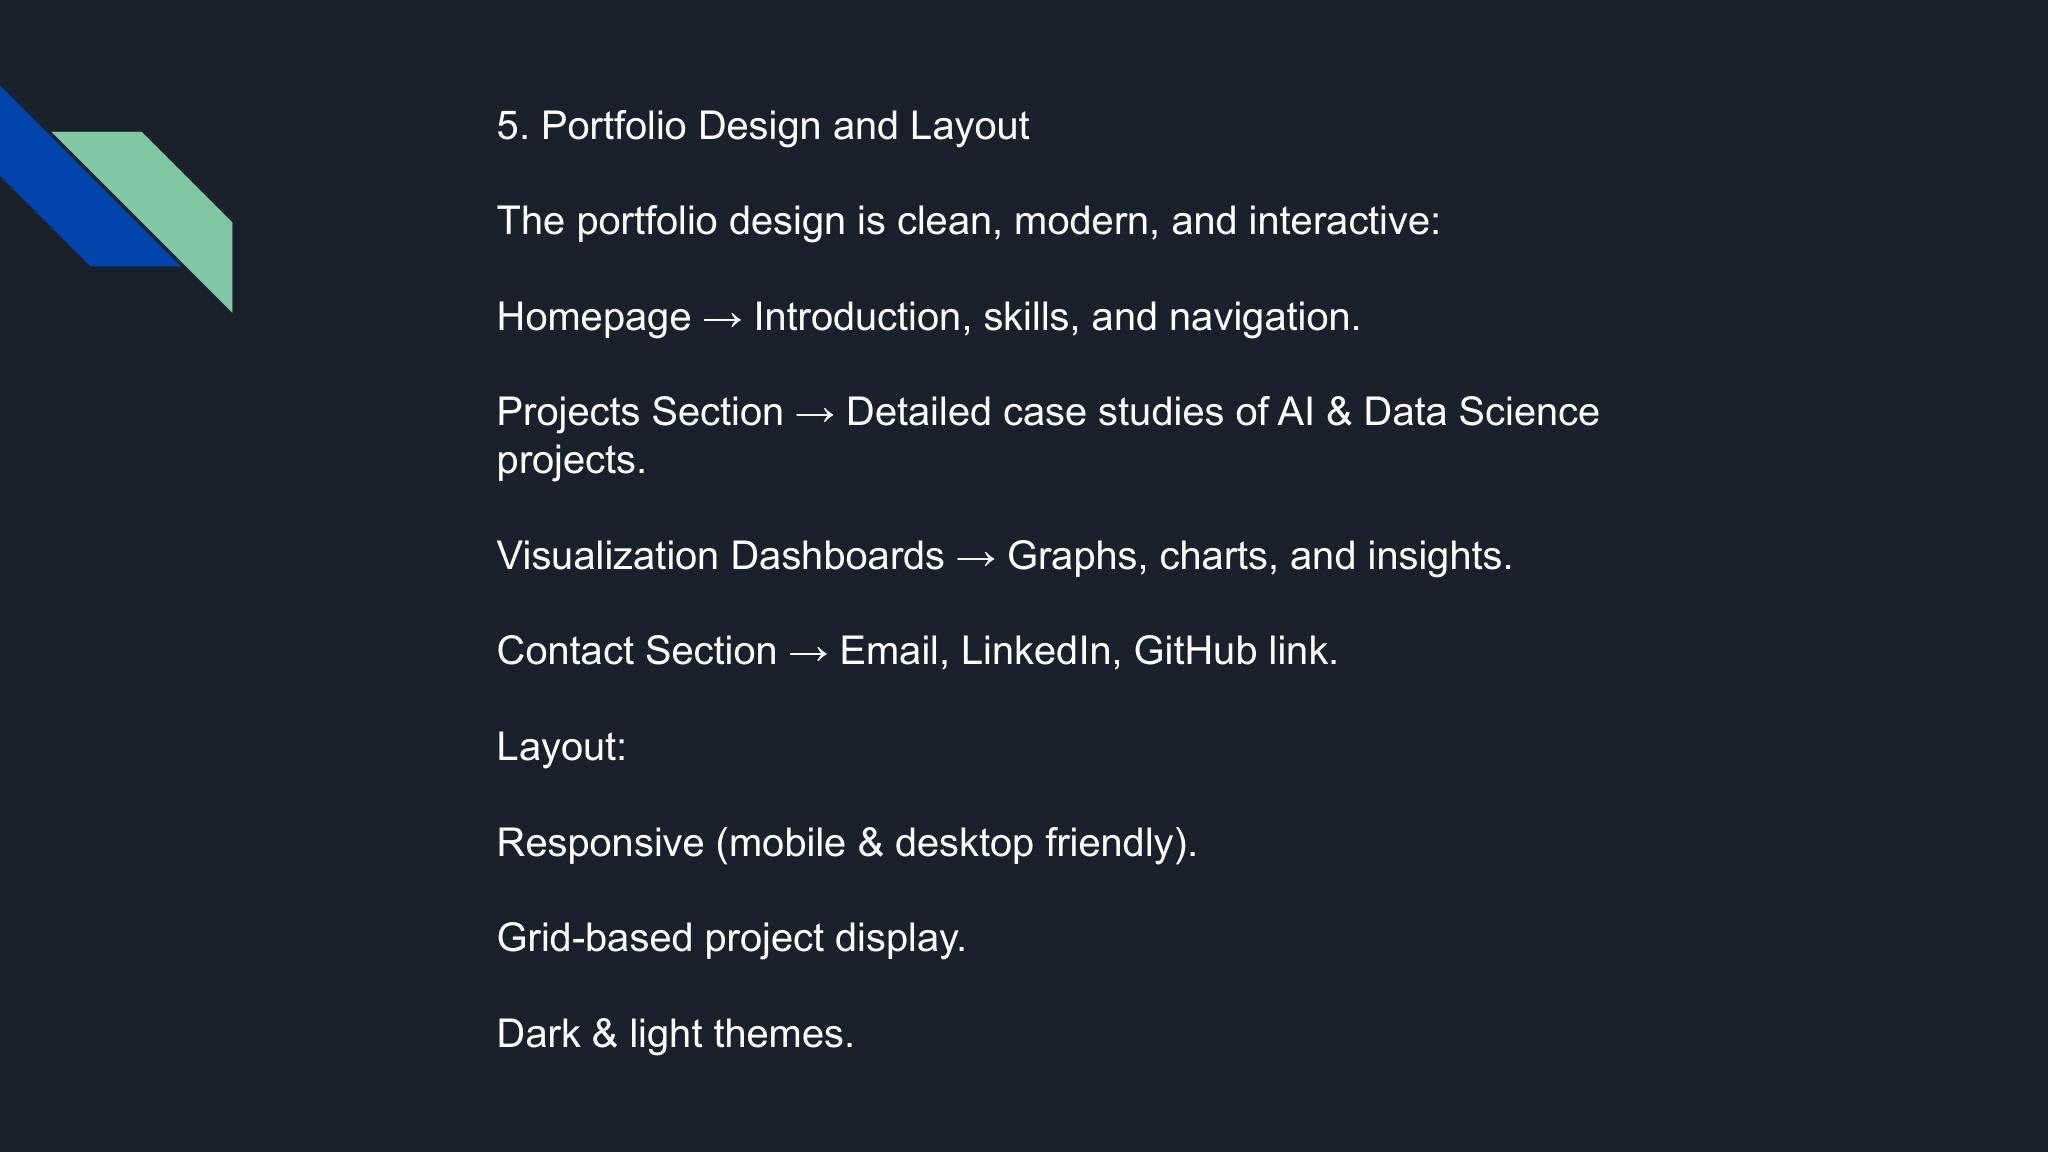 5. Portfolio Design and Layout
The portfolio design is clean, modern, and interactive:
Homepage → Introduction, skills, and navigation.
Projects Section → Detailed case studies of AI & Data Science
projects.
Visualization Dashboards → Graphs, charts, and insights.
Contact Section → Email, LinkedIn, GitHub link.
Layout:
Responsive (mobile & desktop friendly).
Grid-based project display.
Dark & light themes.